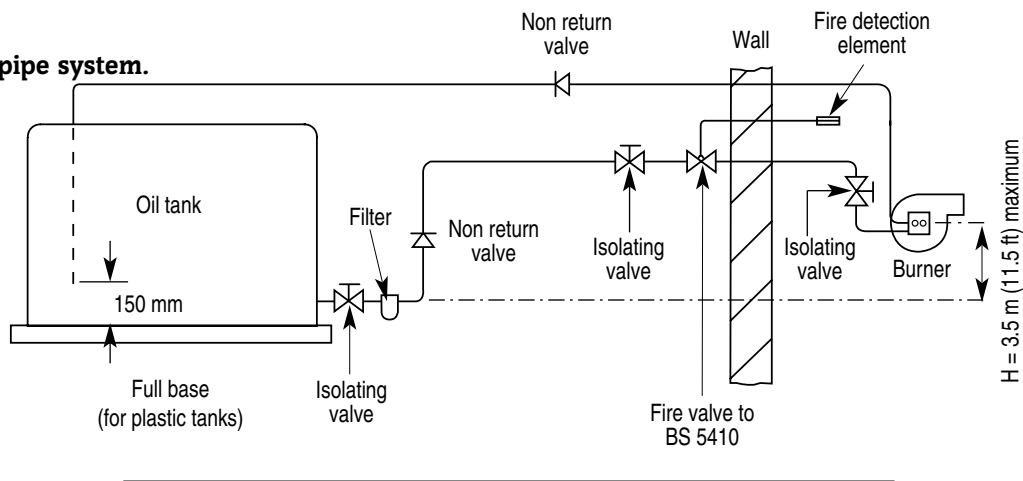 pipe system.
Non return
valve
Wall
Fire detection
element
Oil tank
Filter
Non return
valve
Isolating
valve
Isolating
valve
Burner
150 mm
H = 3.5 m (11.5 ft) maximum
Full base
(for plastic tanks)
Isolating
valve
Fire valve to
BS 5410